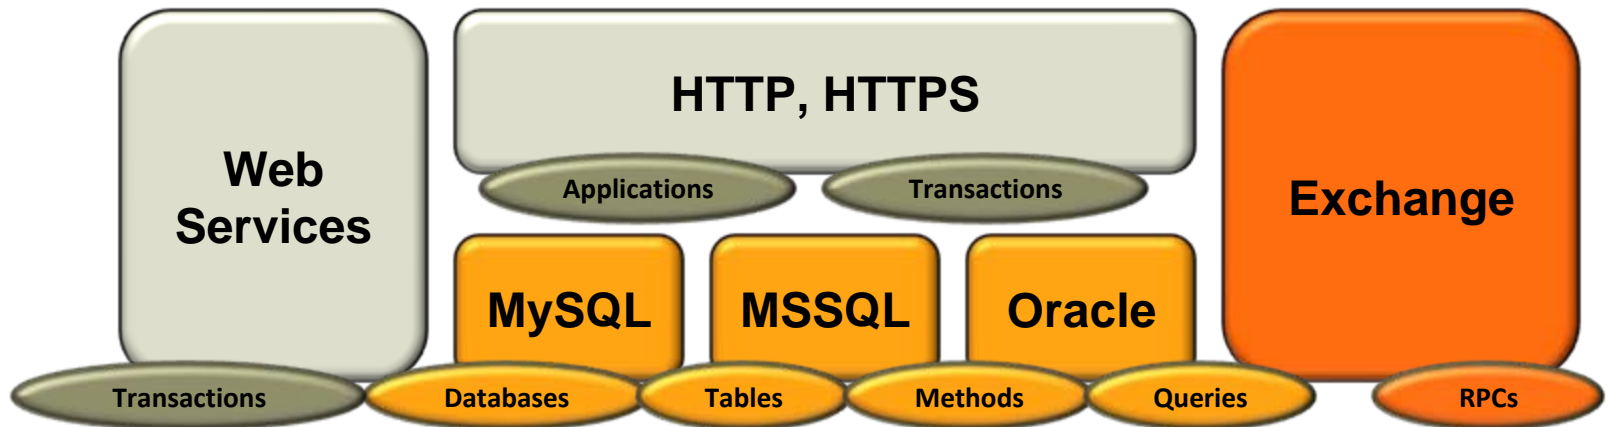 HTTP, HTTPS
Web
Services
Applications
Transactions
Exchange
MySQL
MSSQL
Oracle
Transactions
Databases
Tables
Methods
Queries
RPCs